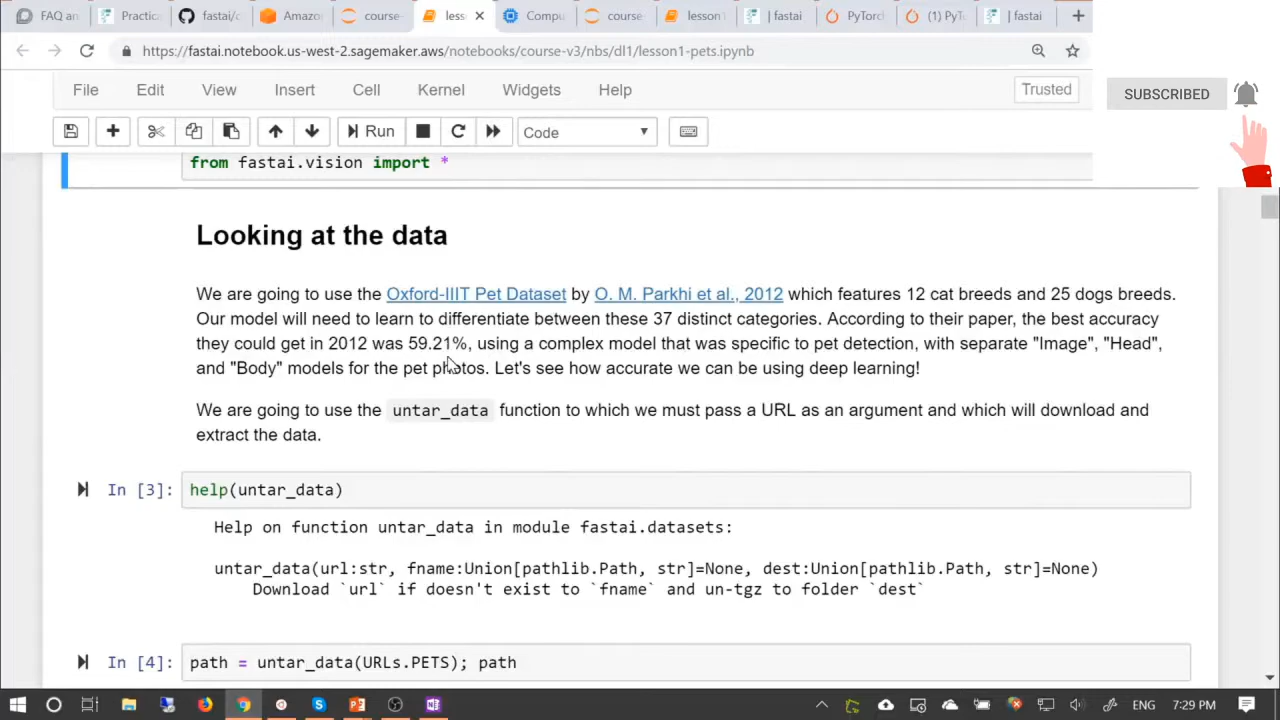 FAQ an
Practic
fastai/c
Amazo
course-
less
Compu
course-
lesson1
| fastai
PyTorc
(1) PyT
| fastai
https://fastai.notebook.us-west-2.sagemaker.aws/notebooks/course-v3/nbs/dl1/lesson1-pets.ipynb
File Edit View Insert Cell Kernel Widgets Help Trusted
SUBSCRIBED
Run Code
from fastai.vision import *
Looking at the data
We are going to use the Oxford-IIIT Pet Dataset by O. M. Parkhi et al., 2012 which features 12 cat breeds and 25 dogs breeds.
Our model will need to learn to differentiate between these 37 distinct categories. According to their paper, the best accuracy
they could get in 2012 was 59.21%, using a complex model that was specific to pet detection, with separate "Image", "Head",
and "Body" models for the pet photos. Let's see how accurate we can be using deep learning!
We are going to use the untar_data function to which we must pass a URL as an argument and which will download and
extract the data.
In [3]: help(untar_data)
Help on function untar_data in module fastai.datasets:
untar_data(url:str, fname:Union[pathlib.Path, str]=None, dest:Union[pathlib.Path, str]=None)
Download `url` if doesn't exist to `fname` and un-tgz to folder `dest`
In [4]: path = untar_data(URLs.PETS); path
ENG 7:29 PM